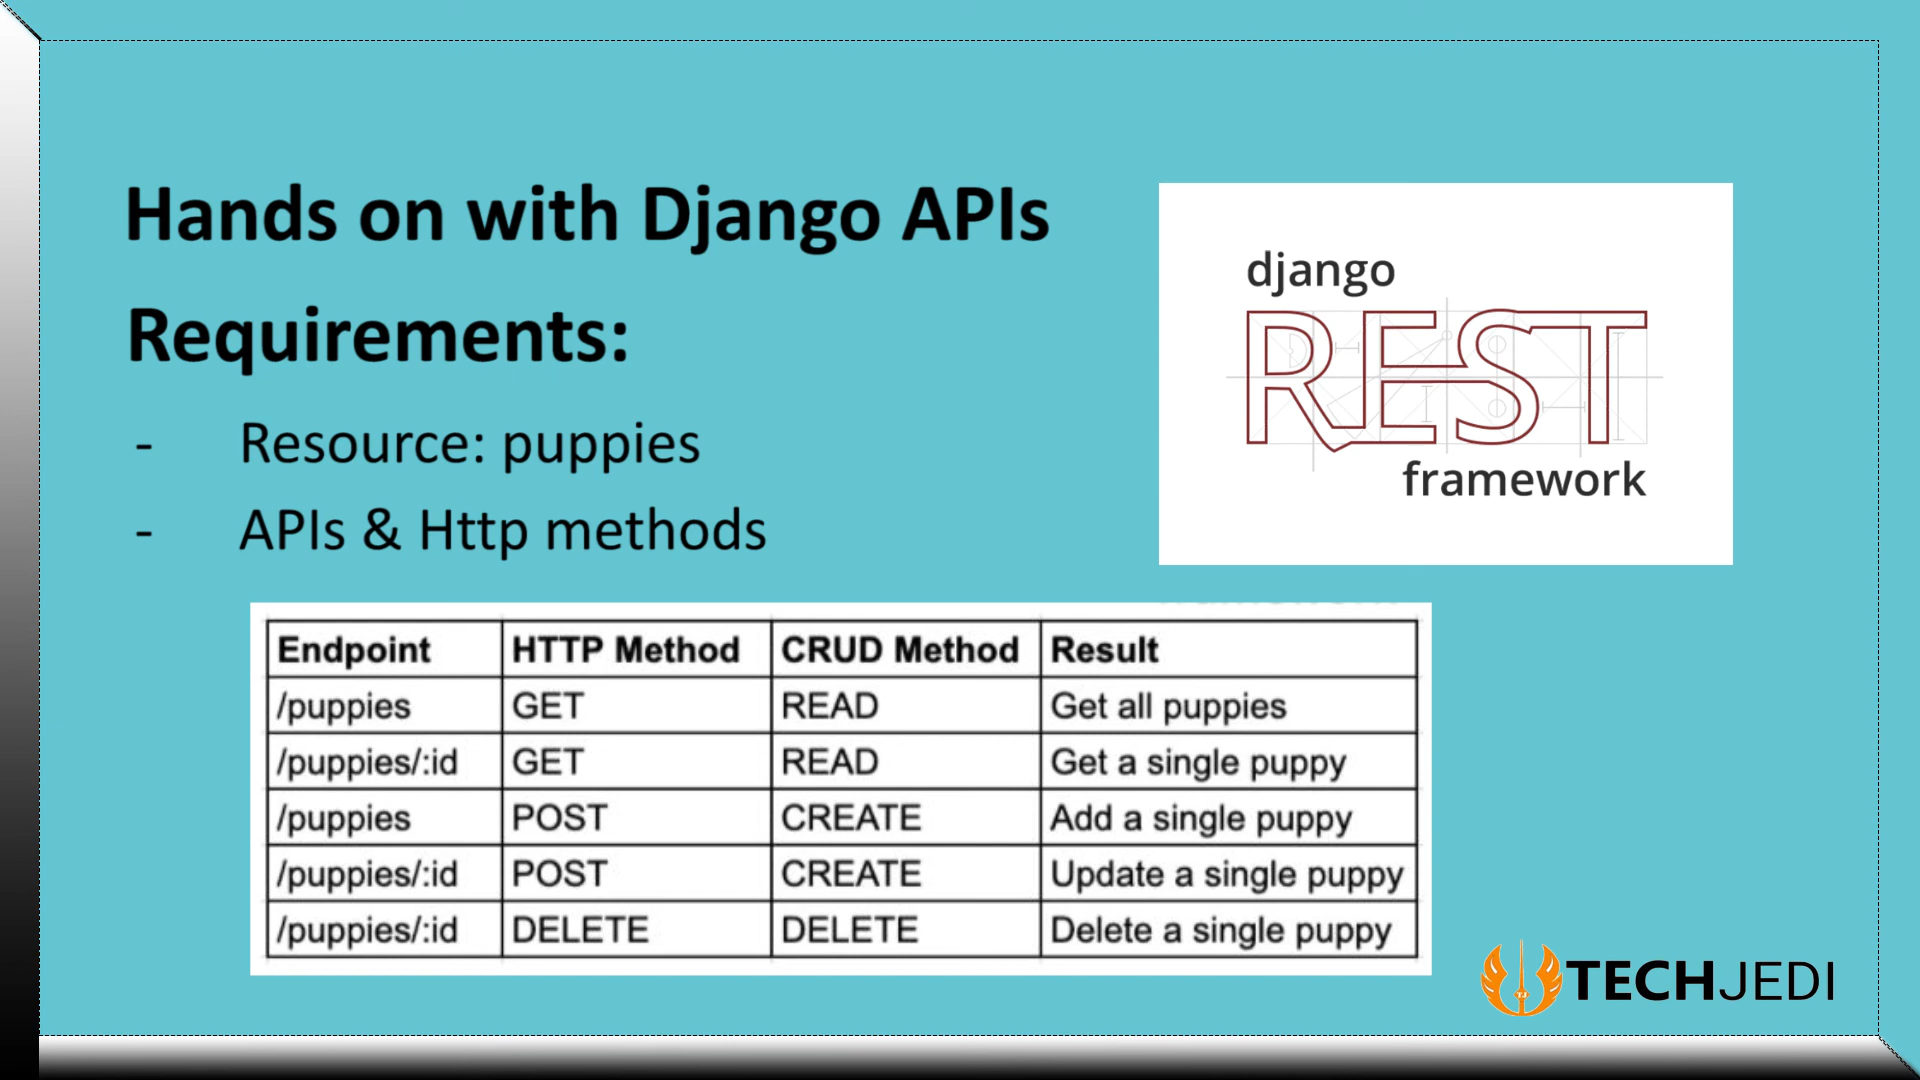 Hands on with Django APIs
Requirements:
- Resource: puppies
- APIs & Http methods
django
REST
framework
Endpoint HTTP Method CRUD Method Result
/puppies GET READ Get all puppies
/puppies/:id GET READ Get a single puppy
/puppies POST CREATE Add a single puppy
/puppies/:id POST CREATE Update a single puppy
/puppies/:id DELETE DELETE Delete a single puppy
TECHJEDI